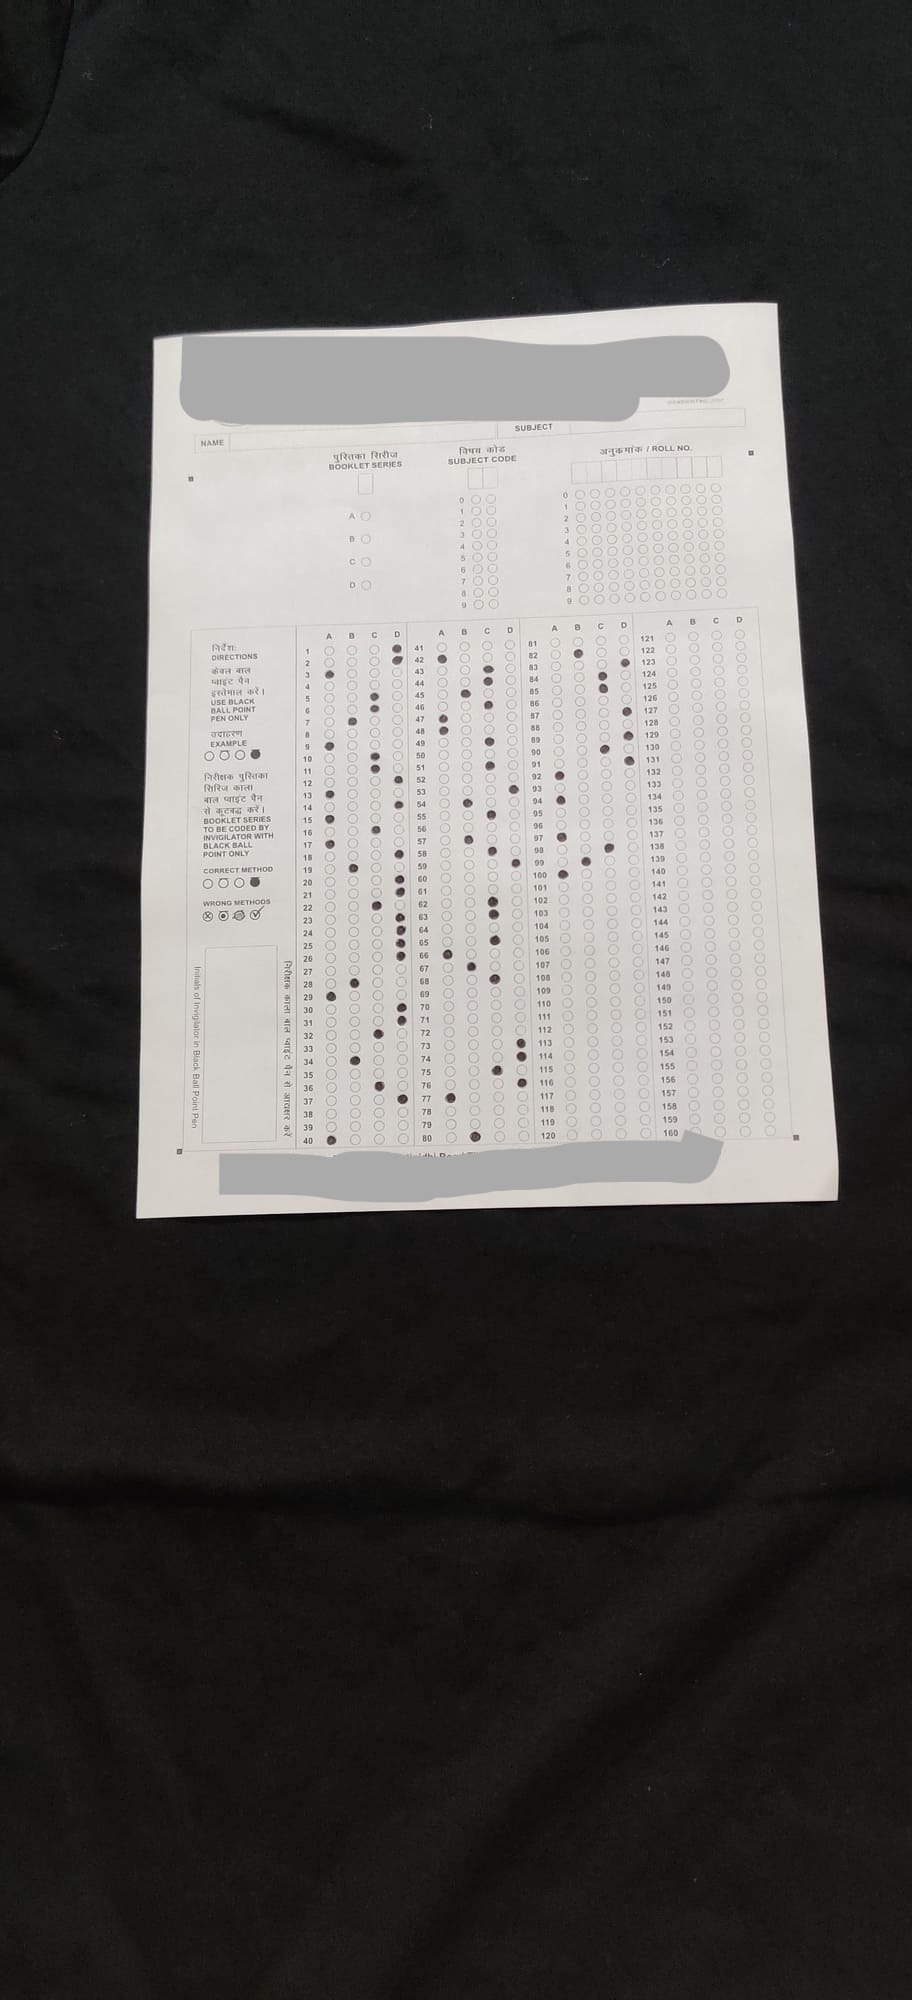 NAME
SUBJECT
पुस्तिका सिरीज
BOOKLET SERIES
विषय कोड
SUBJECT CODE
अनुक्रमांक / ROLL NO.
A
B
C
D
0 0
1 1
2 2
3 3
4 4
5 5
6 6
7 7
8 8
9 9
निर्देश:
DIRECTIONS
केवल बाल
प्वाइंट पैन
इस्तेमाल करें।
USE BLACK
BALL POINT
PEN ONLY
उदाहरण
EXAMPLE
निरीक्षक पुस्तिका
सिरिज काला
बाल प्वाइंट पैन
से कूटबद्ध करें।
BOOKLET SERIES
TO BE CODED BY
INVIGILATOR WITH
BLACK BALL
POINT ONLY
CORRECT METHOD
WRONG METHODS
Initials of Invigilator in Black Ball Point Pen
निरीक्षक काला बाल प्वाइंट पैन से आद्यक्षर करें
A B C D A B C D A B C D A B C D
1 41 81 121
2 42 82 122
3 43 83 123
4 44 84 124
5 45 85 125
6 46 86 126
7 47 87 127
8 48 88 128
9 49 89 129
10 50 90 130
11 51 91 131
12 52 92 132
13 53 93 133
14 54 94 134
15 55 95 135
16 56 96 136
17 57 97 137
18 58 98 138
19 59 99 139
20 60 100 140
21 61 101 141
22 62 102 142
23 63 103 143
24 64 104 144
25 65 105 145
26 66 106 146
27 67 107 147
28 68 108 148
29 69 109 149
30 70 110 150
31 71 111 151
32 72 112 152
33 73 113 153
34 74 114 154
35 75 115 155
36 76 116 156
37 77 117 157
38 78 118 158
39 79 119 159
40 80 120 160